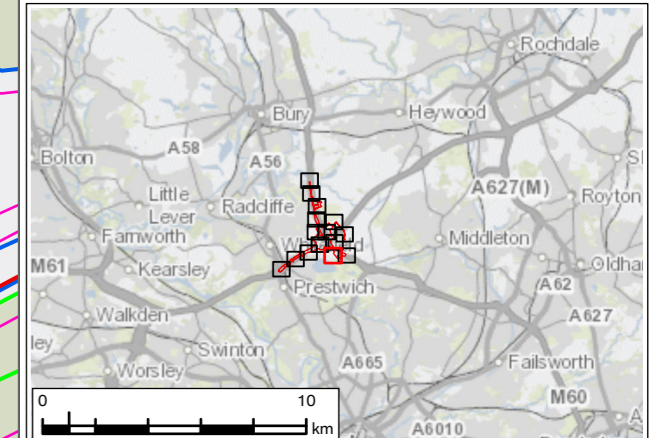 Rochdale
Bury
Heywood
A58
Bolton
A56
A627(M)
Little
Lever
Radcliffe
Royton
Farnworth
Middleton
M61
Kearsley
Oldha
Prestwich
A62
Walkden
A627
ley
Swinton
A665
Failsworth
Worsley
M60
A6010
0 10
km